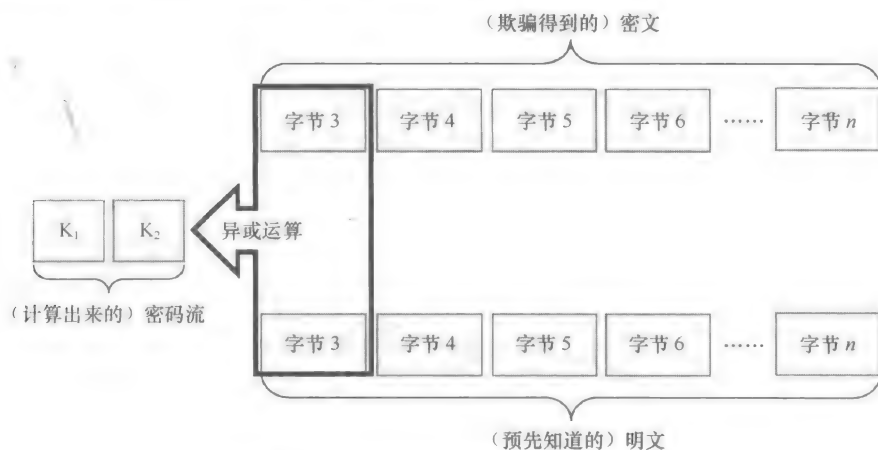 （欺骗得到的）密文
字节 3 字节 4 字节 5 字节 6 …… 字节 n
K₁ K₂ 异或运算
（计算出来的）密码流
字节 3 字节 4 字节 5 字节 6 …… 字节 n
（预先知道的）明文